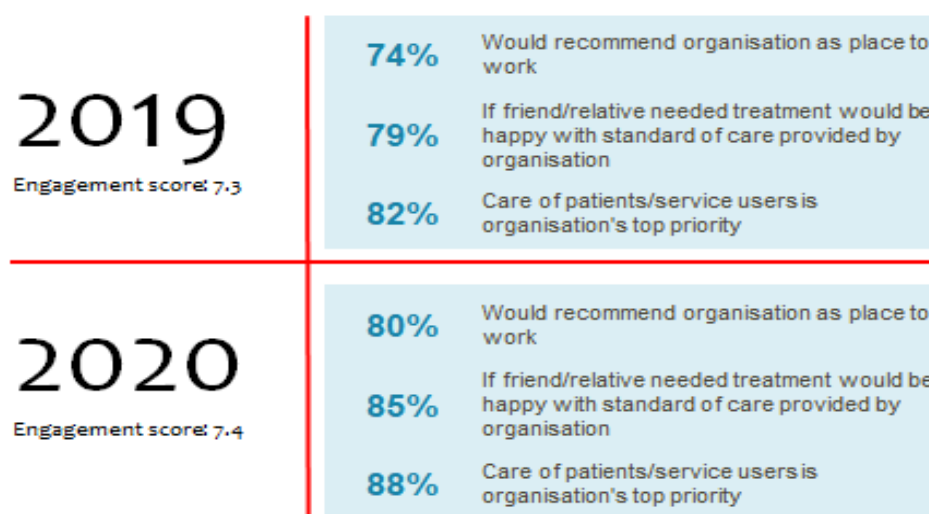 2019
Engagement score: 7.3
74%
Would recommend organisation as place to
work
79%
If friend/relative needed treatment would be
happy with standard of care provided by
organisation
82%
Care of patients/service users is
organisation's top priority
2020
Engagement score: 7.4
80%
Would recommend organisation as place to
work
85%
If friend/relative needed treatment would be
happy with standard of care provided by
organisation
88%
Care of patients/service users is
organisation's top priority